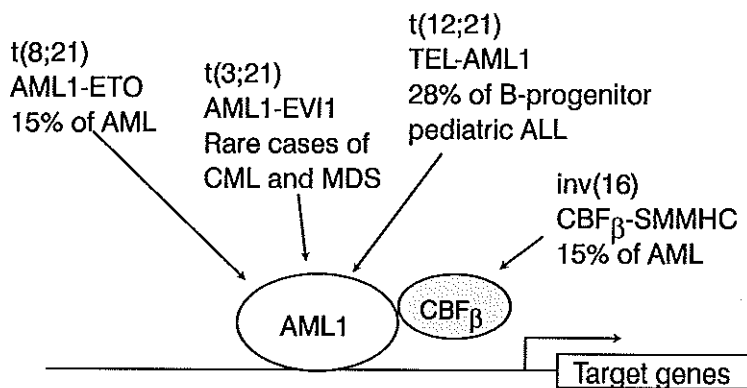 t(8;21)
AML1-ETO
15% of AML
t(3;21)
AML1-EVI1
Rare cases of
CML and MDS
t(12;21)
TEL-AML1
28% of B-progenitor
pediatric ALL
inv(16)
CBFβ-SMMHC
15% of AML
AML1
CBFβ
Target genes